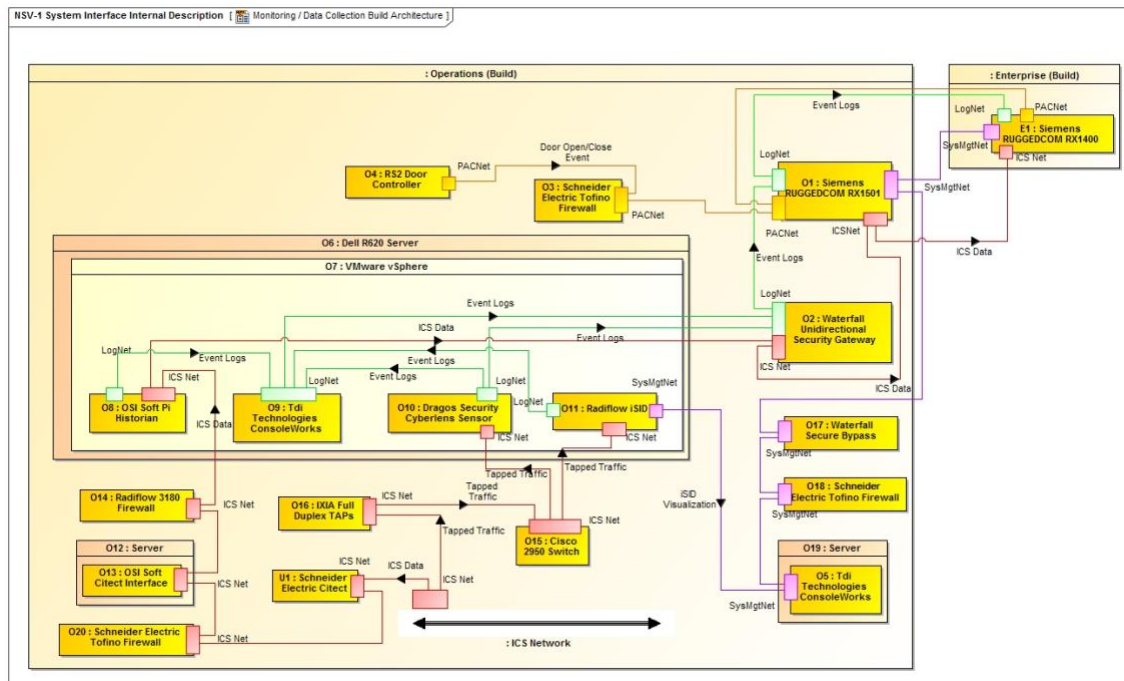 NSV-1 System Interface Internal Description [ Monitoring / Data Collection Build Architecture ]
: Operations (Build)
: Enterprise (Build)
Event Logs
LogNet
PACNet
E1 : Siemens
RUGGEDCOM RX1400
SysMgtNet
ICS Net
Door Open/Close
Event
PACNet
O4 : RS2 Door
Controller
O3 : Schneider
Electric Tofino
Firewall
PACNet
LogNet
O1 : Siemens
RUGGEDCOM RX1501
SysMgtNet
PACNet
ICSNet
ICS Data
Event Logs
O6 : Dell R620 Server
O7 : VMware vSphere
LogNet
O2 : Waterfall
Unidirectional
Security Gateway
ICS Net
ICS Data
Event Logs
ICS Data
Event Logs
LogNet
Event Logs
Event Logs
Event Logs
ICS Net
LogNet
LogNet
SysMgtNet
LogNet
O8 : OSI Soft Pi
Historian
O9 : Tdi
Technologies
ConsoleWorks
O10 : Dragos Security
Cyberlens Sensor
O11 : Radiflow iSID
ICS Data
ICS Net
ICS Net
O17 : Waterfall
Secure Bypass
SysMgtNet
Tapped Traffic
Tapped Traffic
O14 : Radiflow 3180
Firewall
ICS Net
O16 : IXIA Full
Duplex TAPs
ICS Net
Tapped
Traffic
iSID
Visualization
O18 : Schneider
Electric Tofino Firewall
SysMgtNet
Tapped Traffic
ICS Net
O15 : Cisco
2950 Switch
O12 : Server
O13 : OSI Soft
Citect Interface
ICS Net
ICS Net
ICS Data
ICS Net
U1 : Schneider
Electric Citect
O19 : Server
O5 : Tdi
Technologies
ConsoleWorks
SysMgtNet
O20 : Schneider Electric
Tofino Firewall
ICS Net
: ICS Network